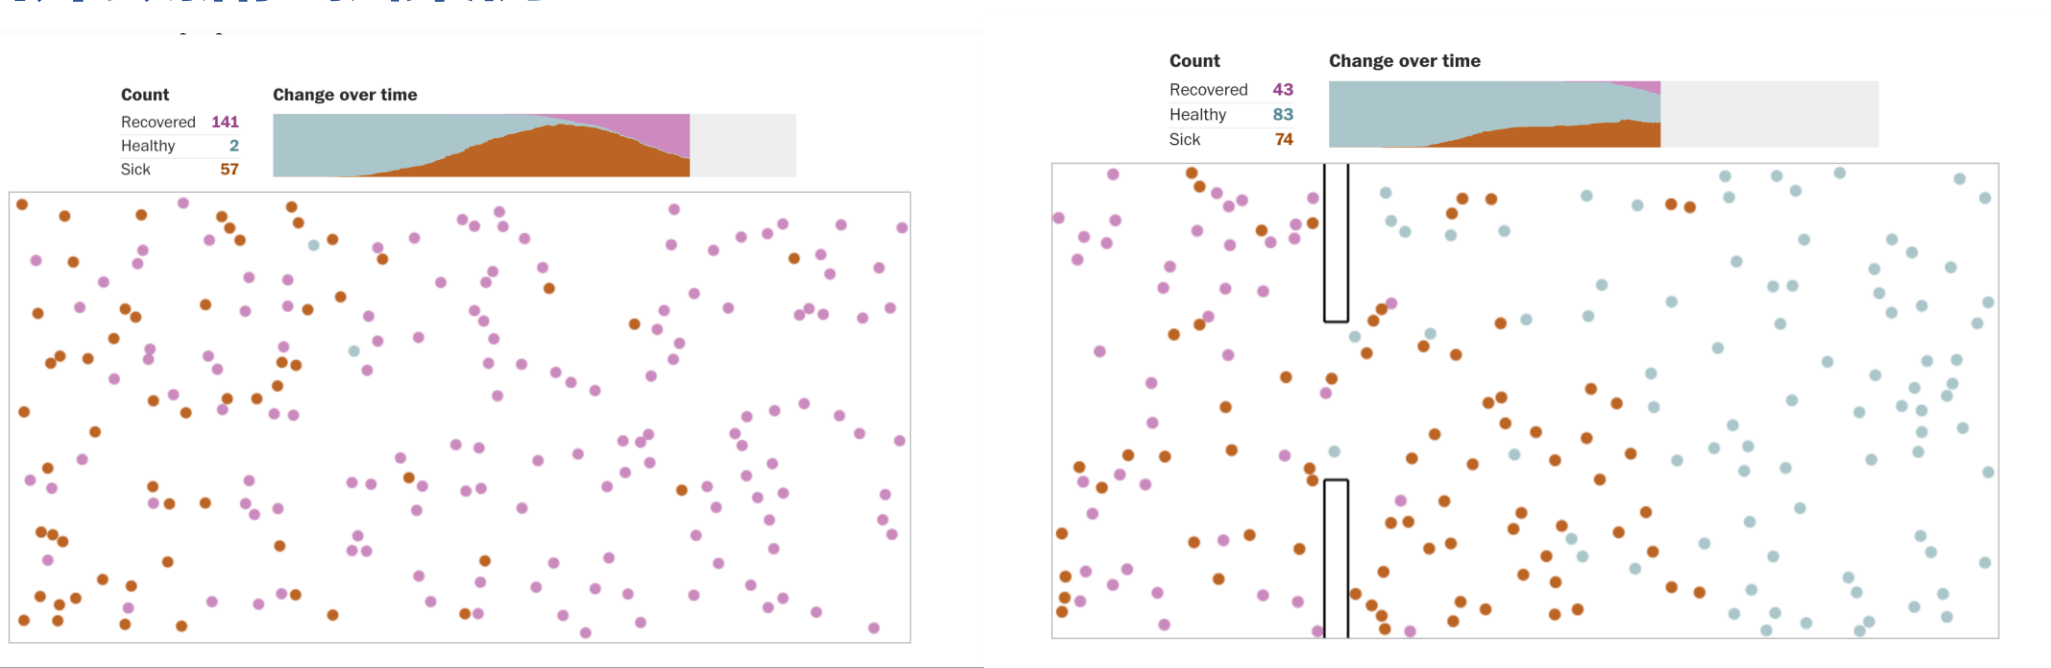 Count
Change over time
Recovered 141
Healthy 2
Sick 57
Count
Change over time
Recovered 43
Healthy 83
Sick 74